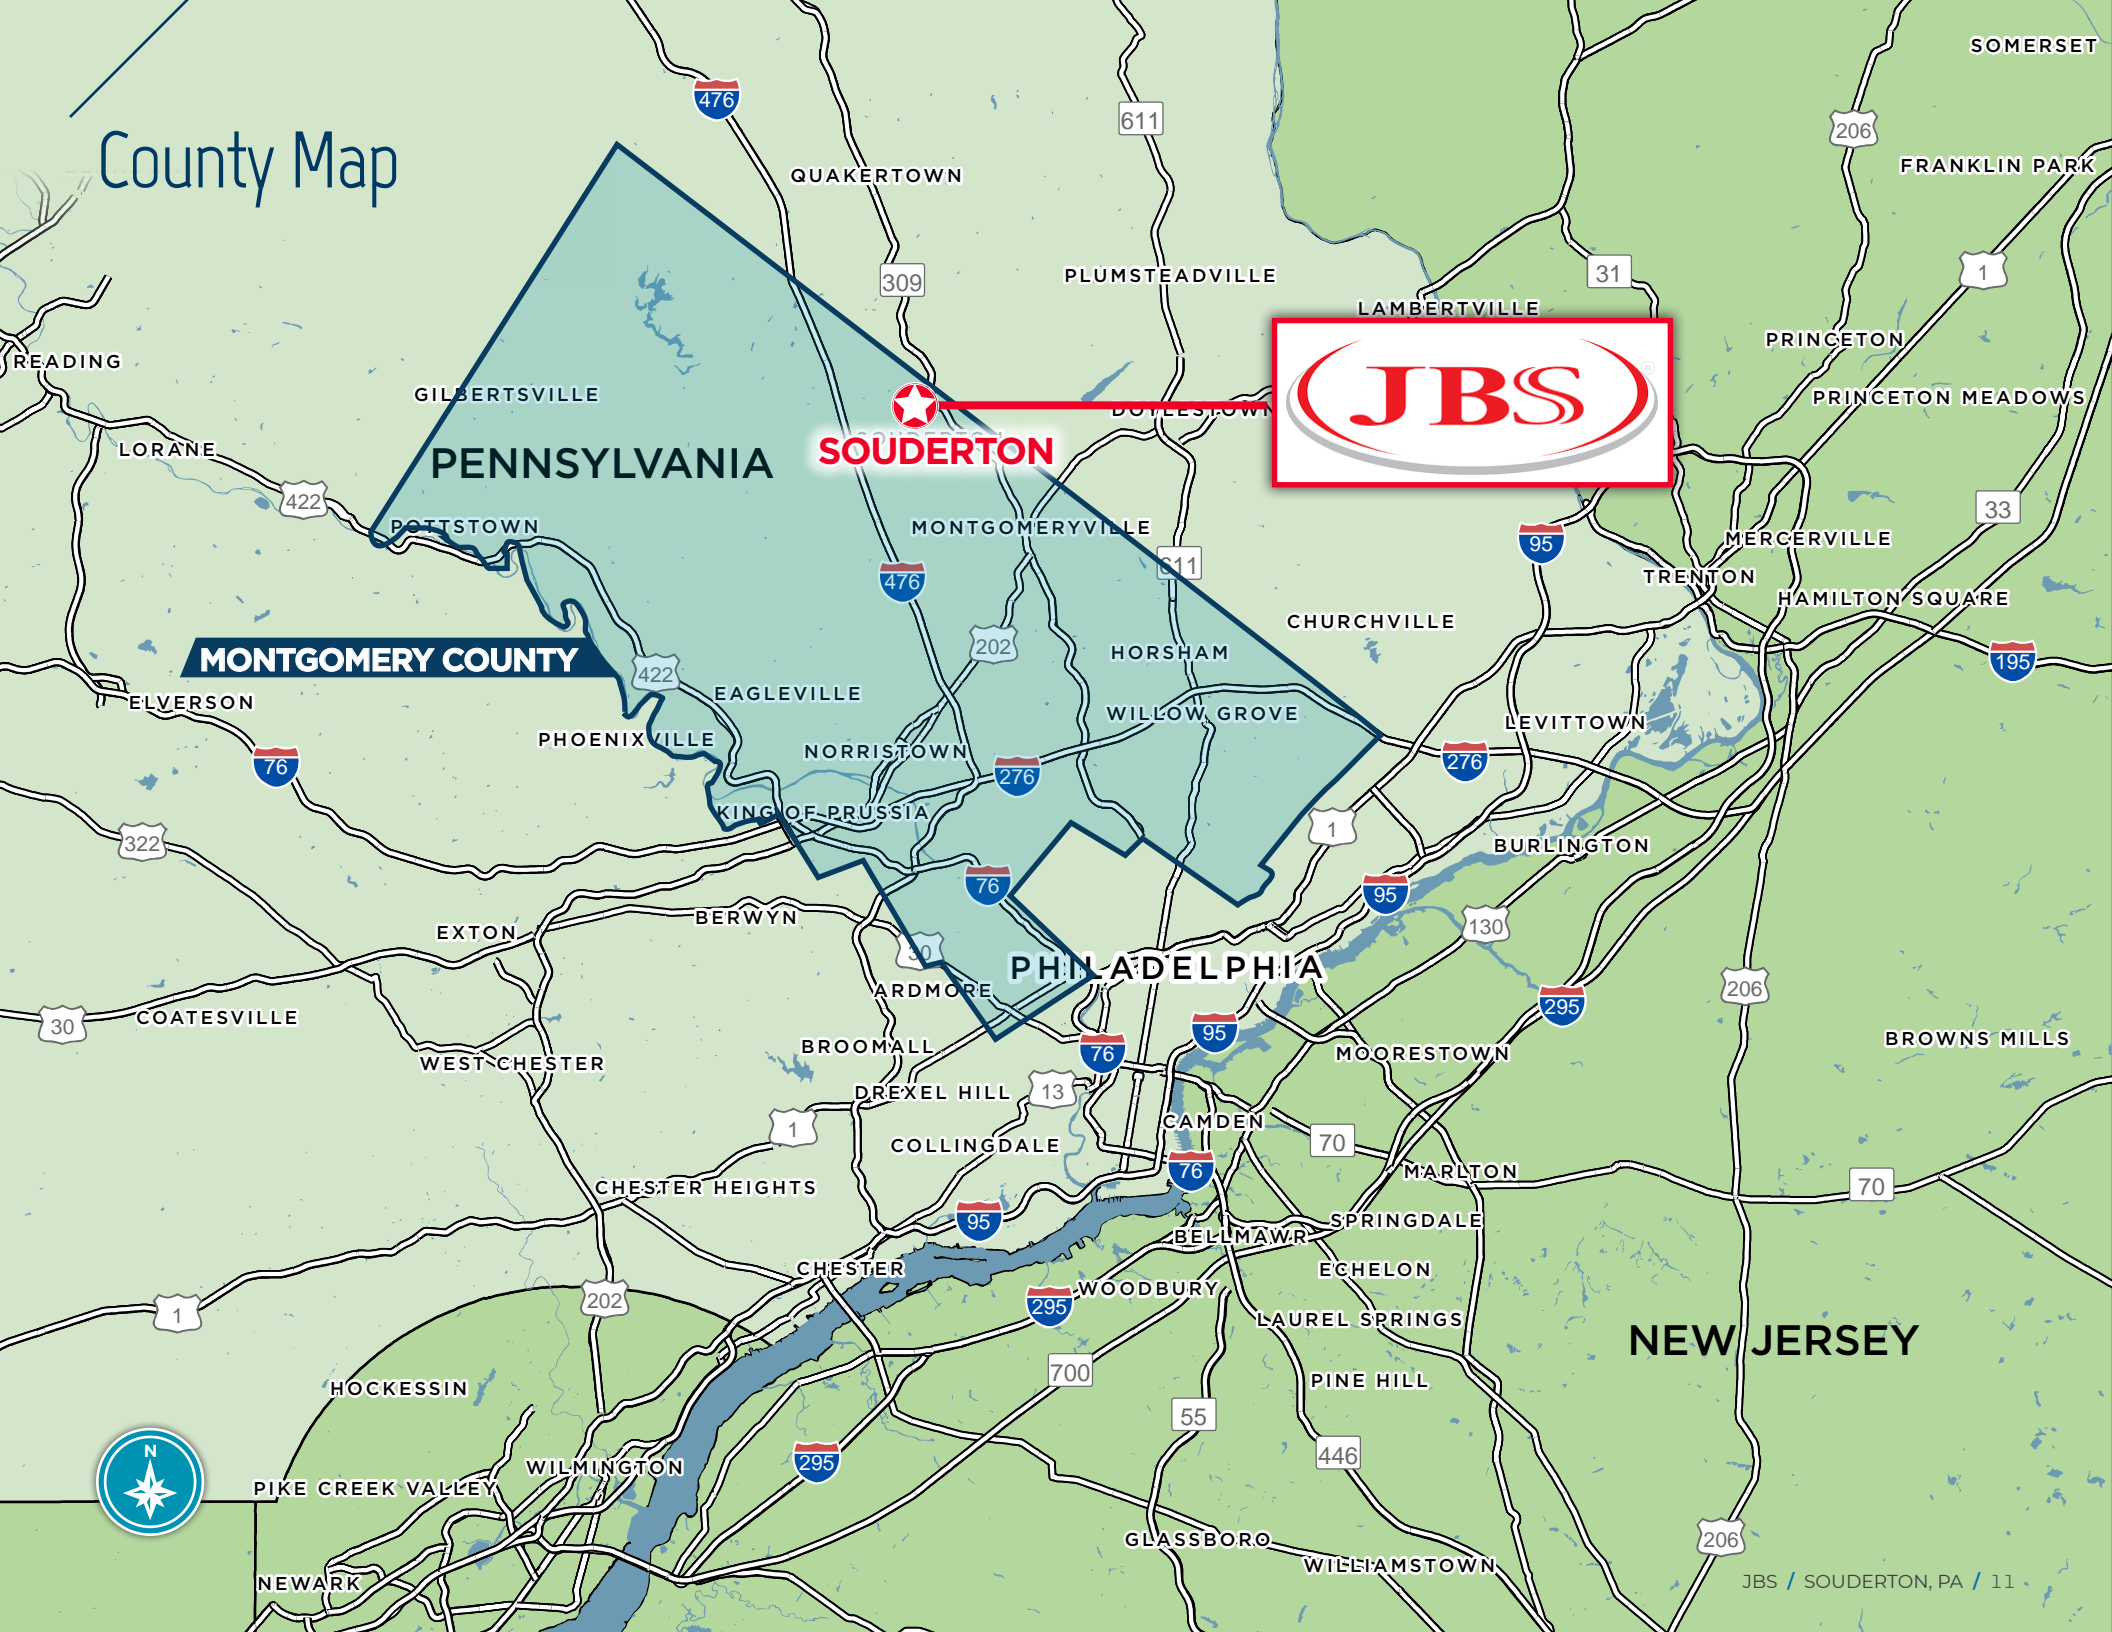 County Map
SOMERSET
476
611
206
FRANKLIN PARK
QUAKERTOWN
309
PLUMSTEADVILLE
31
1
LAMBERTVILLE
PRINCETON
READING
GILBERTSVILLE
JBS
®
PRINCETON MEADOWS
DOYLESTOWN
LORANE
PENNSYLVANIA
SOUDERTON
SOUDERTON
422
33
POTTSTOWN
MONTGOMERYVILLE
95
MERCERVILLE
611
476
TRENTON
HAMILTON SQUARE
CHURCHVILLE
202
HORSHAM
MONTGOMERY COUNTY
195
422
EAGLEVILLE
ELVERSON
WILLOW GROVE
LEVITTOWN
PHOENIXVILLE
NORRISTOWN
76
276
276
KING OF PRUSSIA
1
322
BURLINGTON
76
95
BERWYN
130
EXTON
30
PHILADELPHIA
ARDMORE
206
295
COATESVILLE
30
95
BROWNS MILLS
BROOMALL
76
MOORESTOWN
WEST CHESTER
DREXEL HILL
13
CAMDEN
1
70
COLLINGDALE
76
MARLTON
CHESTER HEIGHTS
70
95
SPRINGDALE
BELLMAWR
CHESTER
ECHELON
WOODBURY
202
295
1
LAUREL SPRINGS
NEW JERSEY
700
HOCKESSIN
PINE HILL
55
N
446
295
WILMINGTON
PIKE CREEK VALLEY
206
GLASSBORO
WILLIAMSTOWN
NEWARK
JBS / SOUDERTON, PA / 11